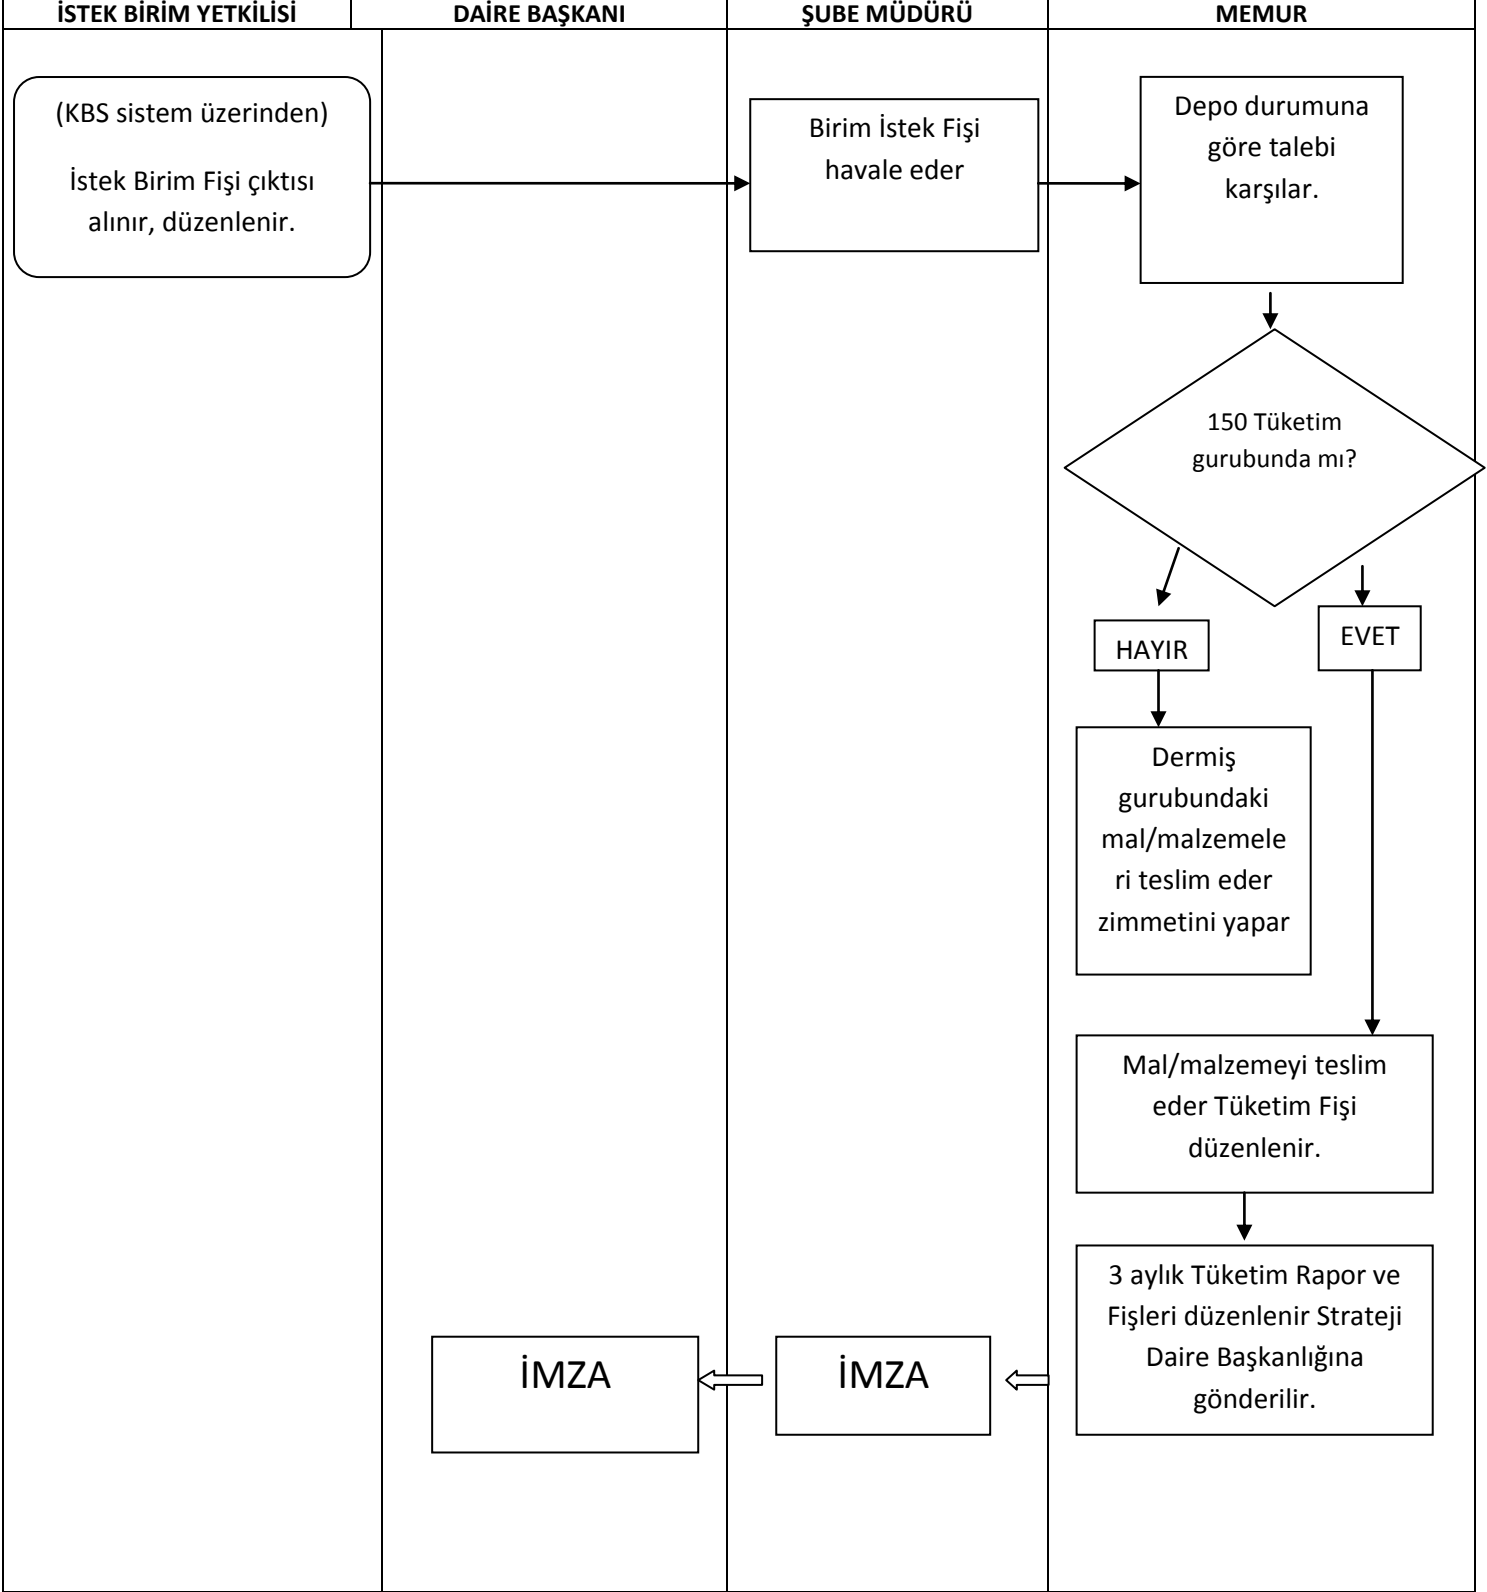 İSTEK BİRİM YETKİLİSİ
DAİRE BAŞKANI
ŞUBE MÜDÜRÜ
MEMUR
(KBS sistem üzerinden)
İstek Birim Fişi çıktısı
alınır, düzenlenir.
Birim İstek Fişi
havale eder
Depo durumuna
göre talebi
karşılar.
150 Tüketim
gurubunda mı?
HAYIR
EVET
Dermiş
gurubundaki
mal/malzemele
ri teslim eder
zimmetini yapar
Mal/malzemeyi teslim
eder Tüketim Fişi
düzenlenir.
3 aylık Tüketim Rapor ve
Fişleri düzenlenir Strateji
Daire Başkanlığına
gönderilir.
İMZA
İMZA